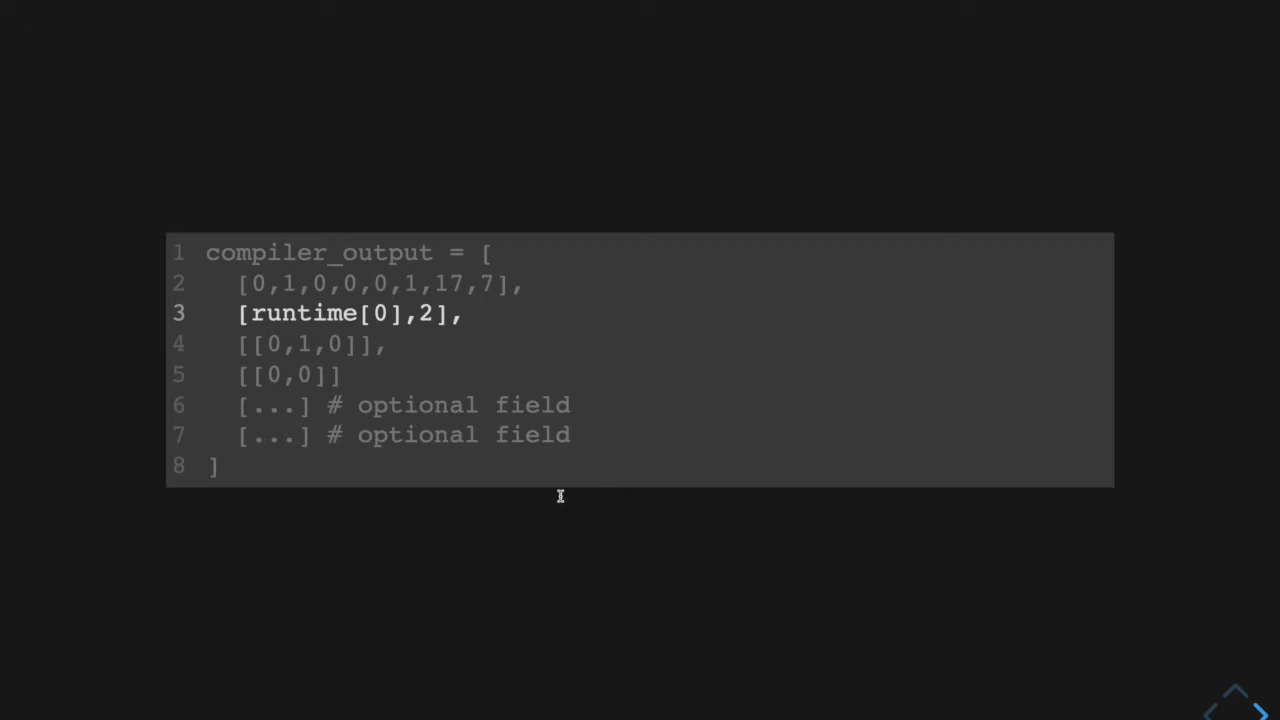 1 compiler_output = [
2   [0,1,0,0,0,1,17,7],
3   [runtime[0],2],
4   [[0,1,0]],
5   [[0,0]]
6   [...] # optional field
7   [...] # optional field
8 ]